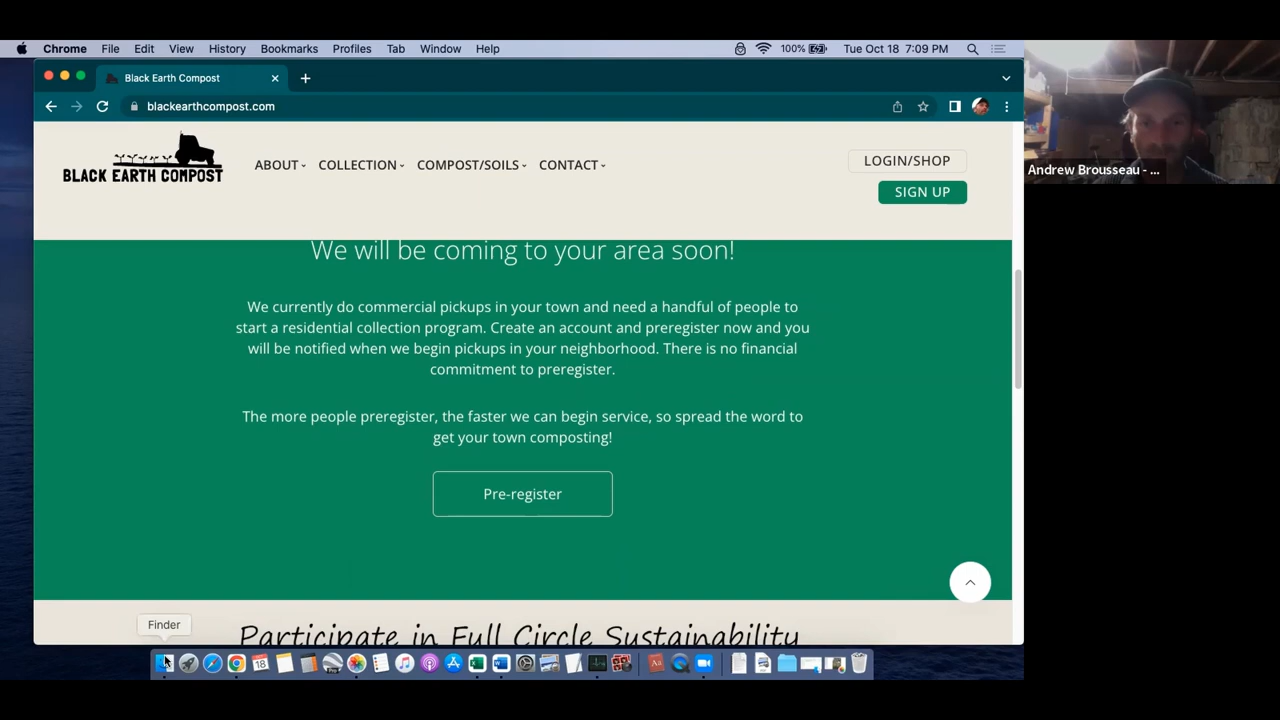 Chrome File Edit View History Bookmarks Profiles Tab Window Help 100% Tue Oct 18 7:09 PM
Black Earth Compost
blackearthcompost.com
BLACK EARTH COMPOST
ABOUT COLLECTION COMPOST/SOILS CONTACT
LOGIN/SHOP
SIGN UP
We will be coming to your area soon!
We currently do commercial pickups in your town and need a handful of people to
start a residential collection program. Create an account and preregister now and you
will be notified when we begin pickups in your neighborhood. There is no financial
commitment to preregister.
The more people preregister, the faster we can begin service, so spread the word to
get your town composting!
Pre-register
Participate in Full Circle Sustainability
Finder
18
Andrew Brousseau - ...